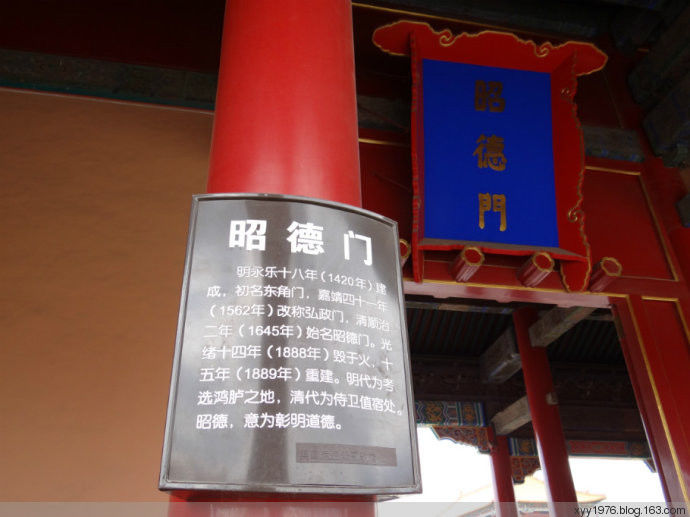 昭德門
昭德门
明永乐十八年（1420年）建
成，初名东角门，嘉靖四十一年
（1562年）改称弘政门，清顺治
二年（1645年）始名昭德门。光
绪十四年（1888年）毁于火，十
五年（1889年）重建。明代为考
选鸿胪之地，清代为侍卫值宿处。
昭德，意为彰明道德。
xyy1976.blog.163.com